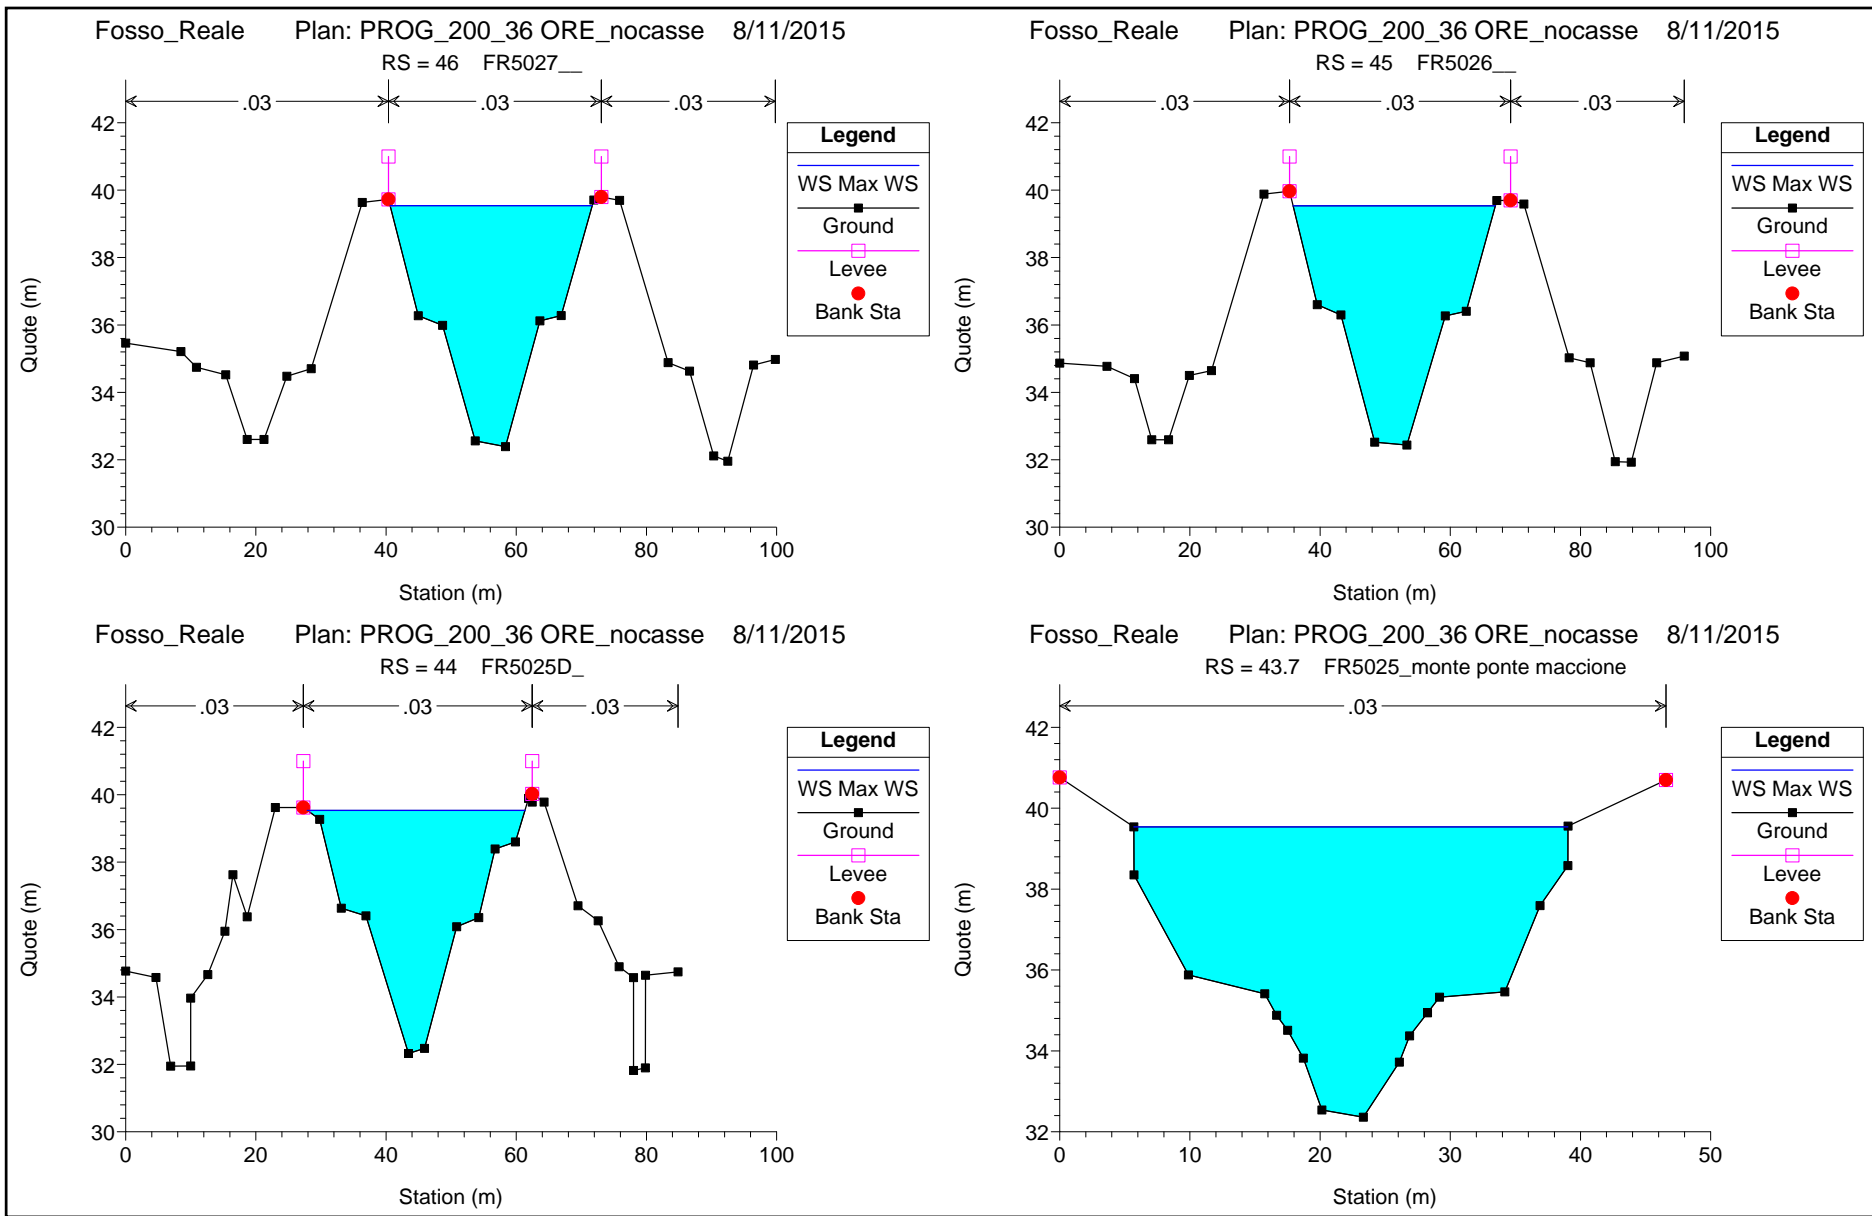 Fosso_Reale Plan: PROG_200_36 ORE_nocasse 8/11/2015
RS = 46 FR5027__
.03 .03 .03
42
40
38
36
34
32
30
Quote (m)
0 20 40 60 80 100
Station (m)
Legend
WS Max WS
Ground
Levee
Bank Sta
Fosso_Reale Plan: PROG_200_36 ORE_nocasse 8/11/2015
RS = 45 FR5026__
.03 .03 .03
42
40
38
36
34
32
30
Quote (m)
0 20 40 60 80 100
Station (m)
Legend
WS Max WS
Ground
Levee
Bank Sta
Fosso_Reale Plan: PROG_200_36 ORE_nocasse 8/11/2015
RS = 44 FR5025D_
.03 .03 .03
42
40
38
36
34
32
30
Quote (m)
0 20 40 60 80 100
Station (m)
Legend
WS Max WS
Ground
Levee
Bank Sta
Fosso_Reale Plan: PROG_200_36 ORE_nocasse 8/11/2015
RS = 43.7 FR5025_monte ponte maccione
.03
42
40
38
36
34
32
Quote (m)
0 10 20 30 40 50
Station (m)
Legend
WS Max WS
Ground
Levee
Bank Sta